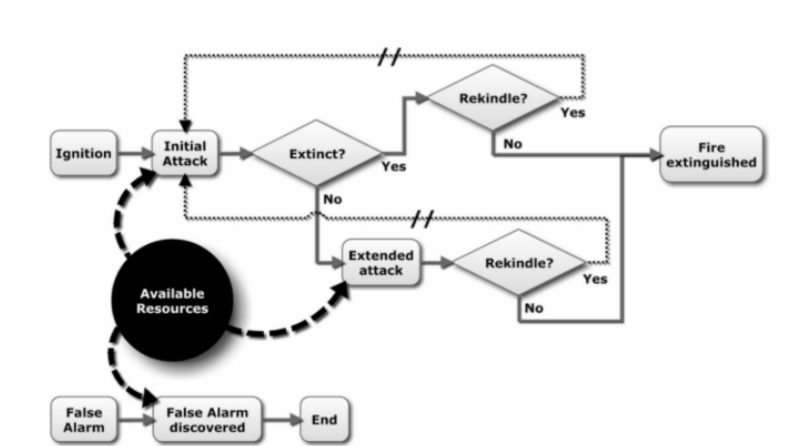 Rekindle?
Yes
No
Ignition
Initial
Attack
Extinct?
Yes
No
Fire
extinguished
Extended
attack
Rekindle?
Yes
No
Available
Resources
False
Alarm
False Alarm
discovered
End